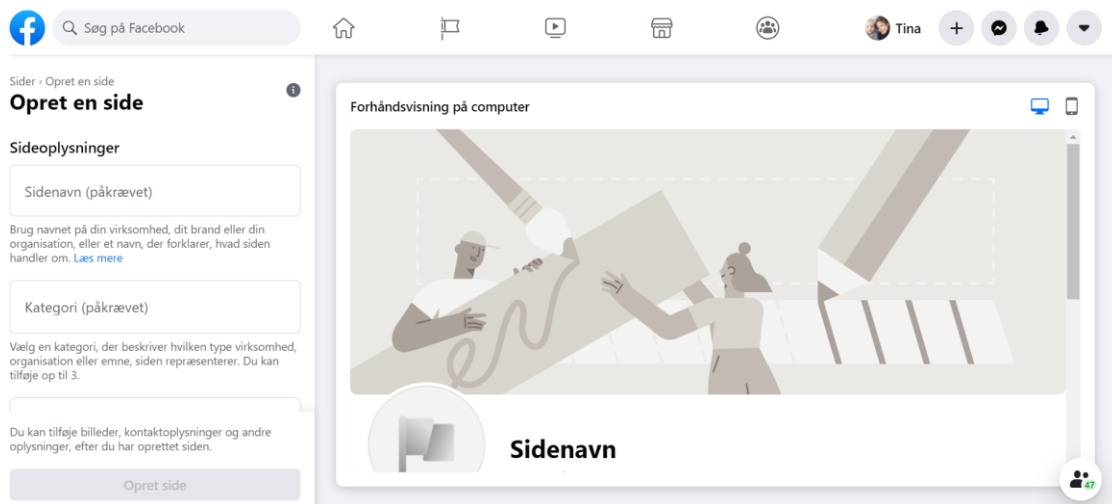 Søg på Facebook
Tina
Sider › Opret en side
Opret en side
Sideoplysninger
Sidenavn (påkrævet)
Brug navnet på din virksomhed, dit brand eller din
organisation, eller et navn, der forklarer, hvad siden
handler om. Læs mere
Kategori (påkrævet)
Vælg en kategori, der beskriver hvilken type virksomhed,
organisation eller emne, siden repræsenterer. Du kan
tilføje op til 3.
Du kan tilføje billeder, kontaktoplysninger og andre
oplysninger, efter du har oprettet siden.
Opret side
Forhåndsvisning på computer
Sidenavn
47